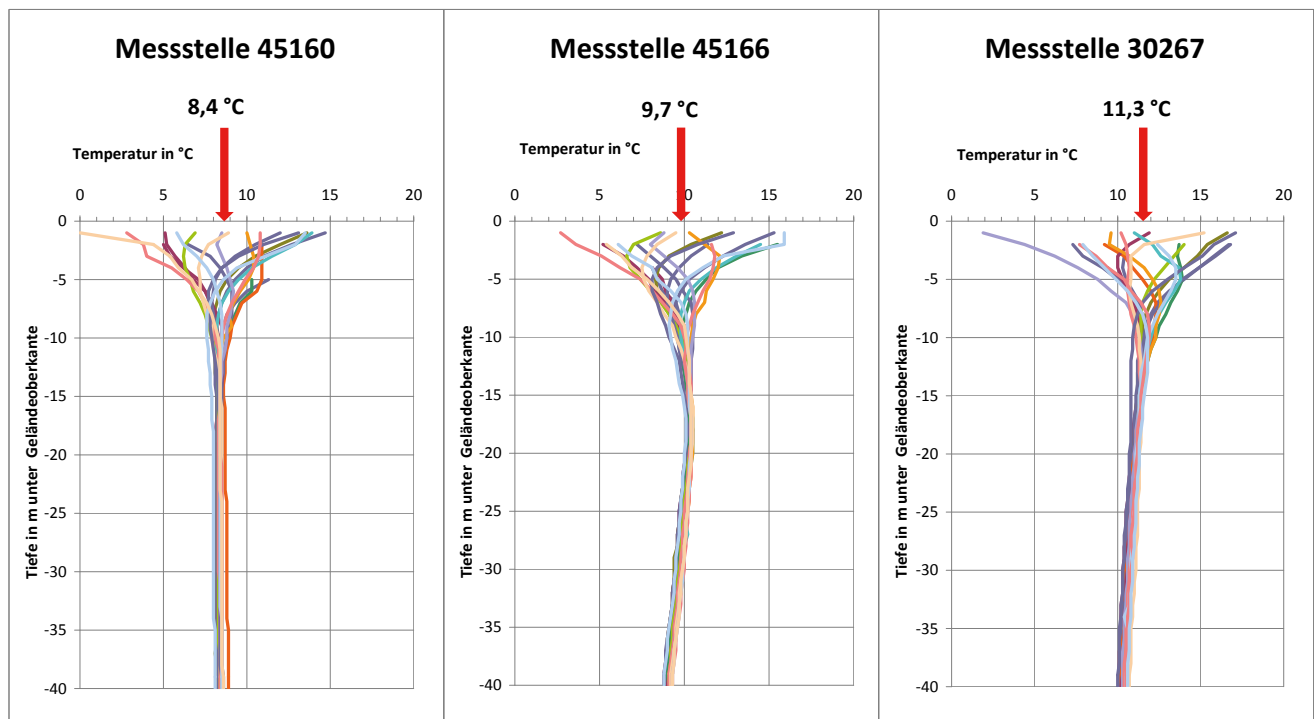 Messstelle 45160
8,4 °C
Temperatur in °C
0 5 10 15 20
0
-5
-10
-15
-20
-25
-30
-35
-40
Tiefe in m unter Geländeoberkante
Messstelle 45166
9,7 °C
Temperatur in °C
0 5 10 15 20
0
-5
-10
-15
-20
-25
-30
-35
-40
Tiefe in m unter Geländeoberkante
Messstelle 30267
11,3 °C
Temperatur in °C
0 5 10 15 20
0
-5
-10
-15
-20
-25
-30
-35
-40
Tiefe in m unter Geländeoberkante